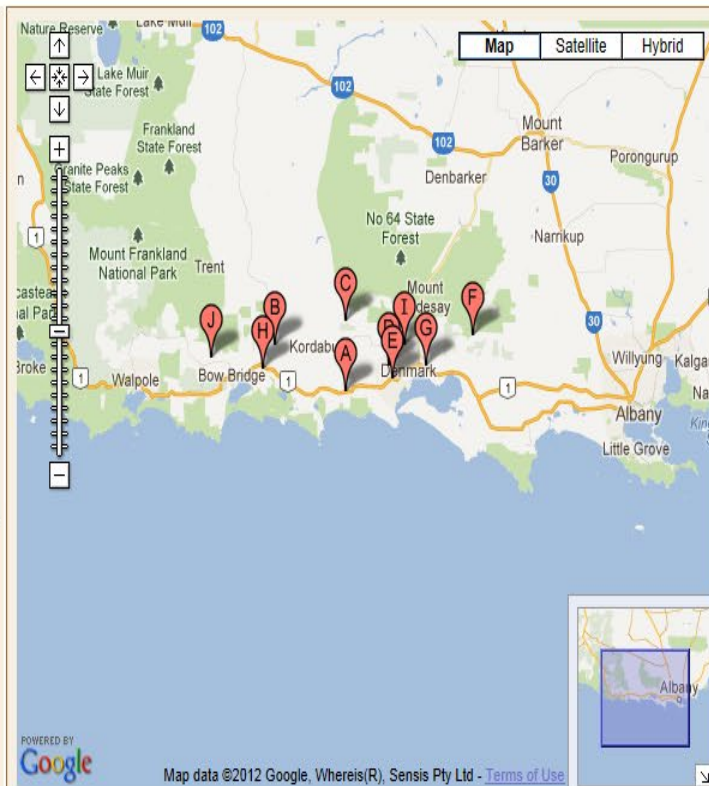 Nature Reserve
Lake Muir
102
Map
Satellite
Hybrid
Lake Muir
State Forest
102
Frankland
State Forest
102
Mount
Barker
Porongurup
Granite Peaks
State Forest
Denbarker
30
No 64 State
Forest
Narrikup
1
Mount Frankland
National Park
Trent
C
Mount
F
B
I
J
H
G
30
E
A
Kordabu
Willyung
Kalga
Broke
1
Walpole
Bow Bridge
1
Denmark
1
Albany
Little Grove
Albany
POWERED BY
Google
Map data ©2012 Google, Whereis(R), Sensis Pty Ltd - Terms of Use